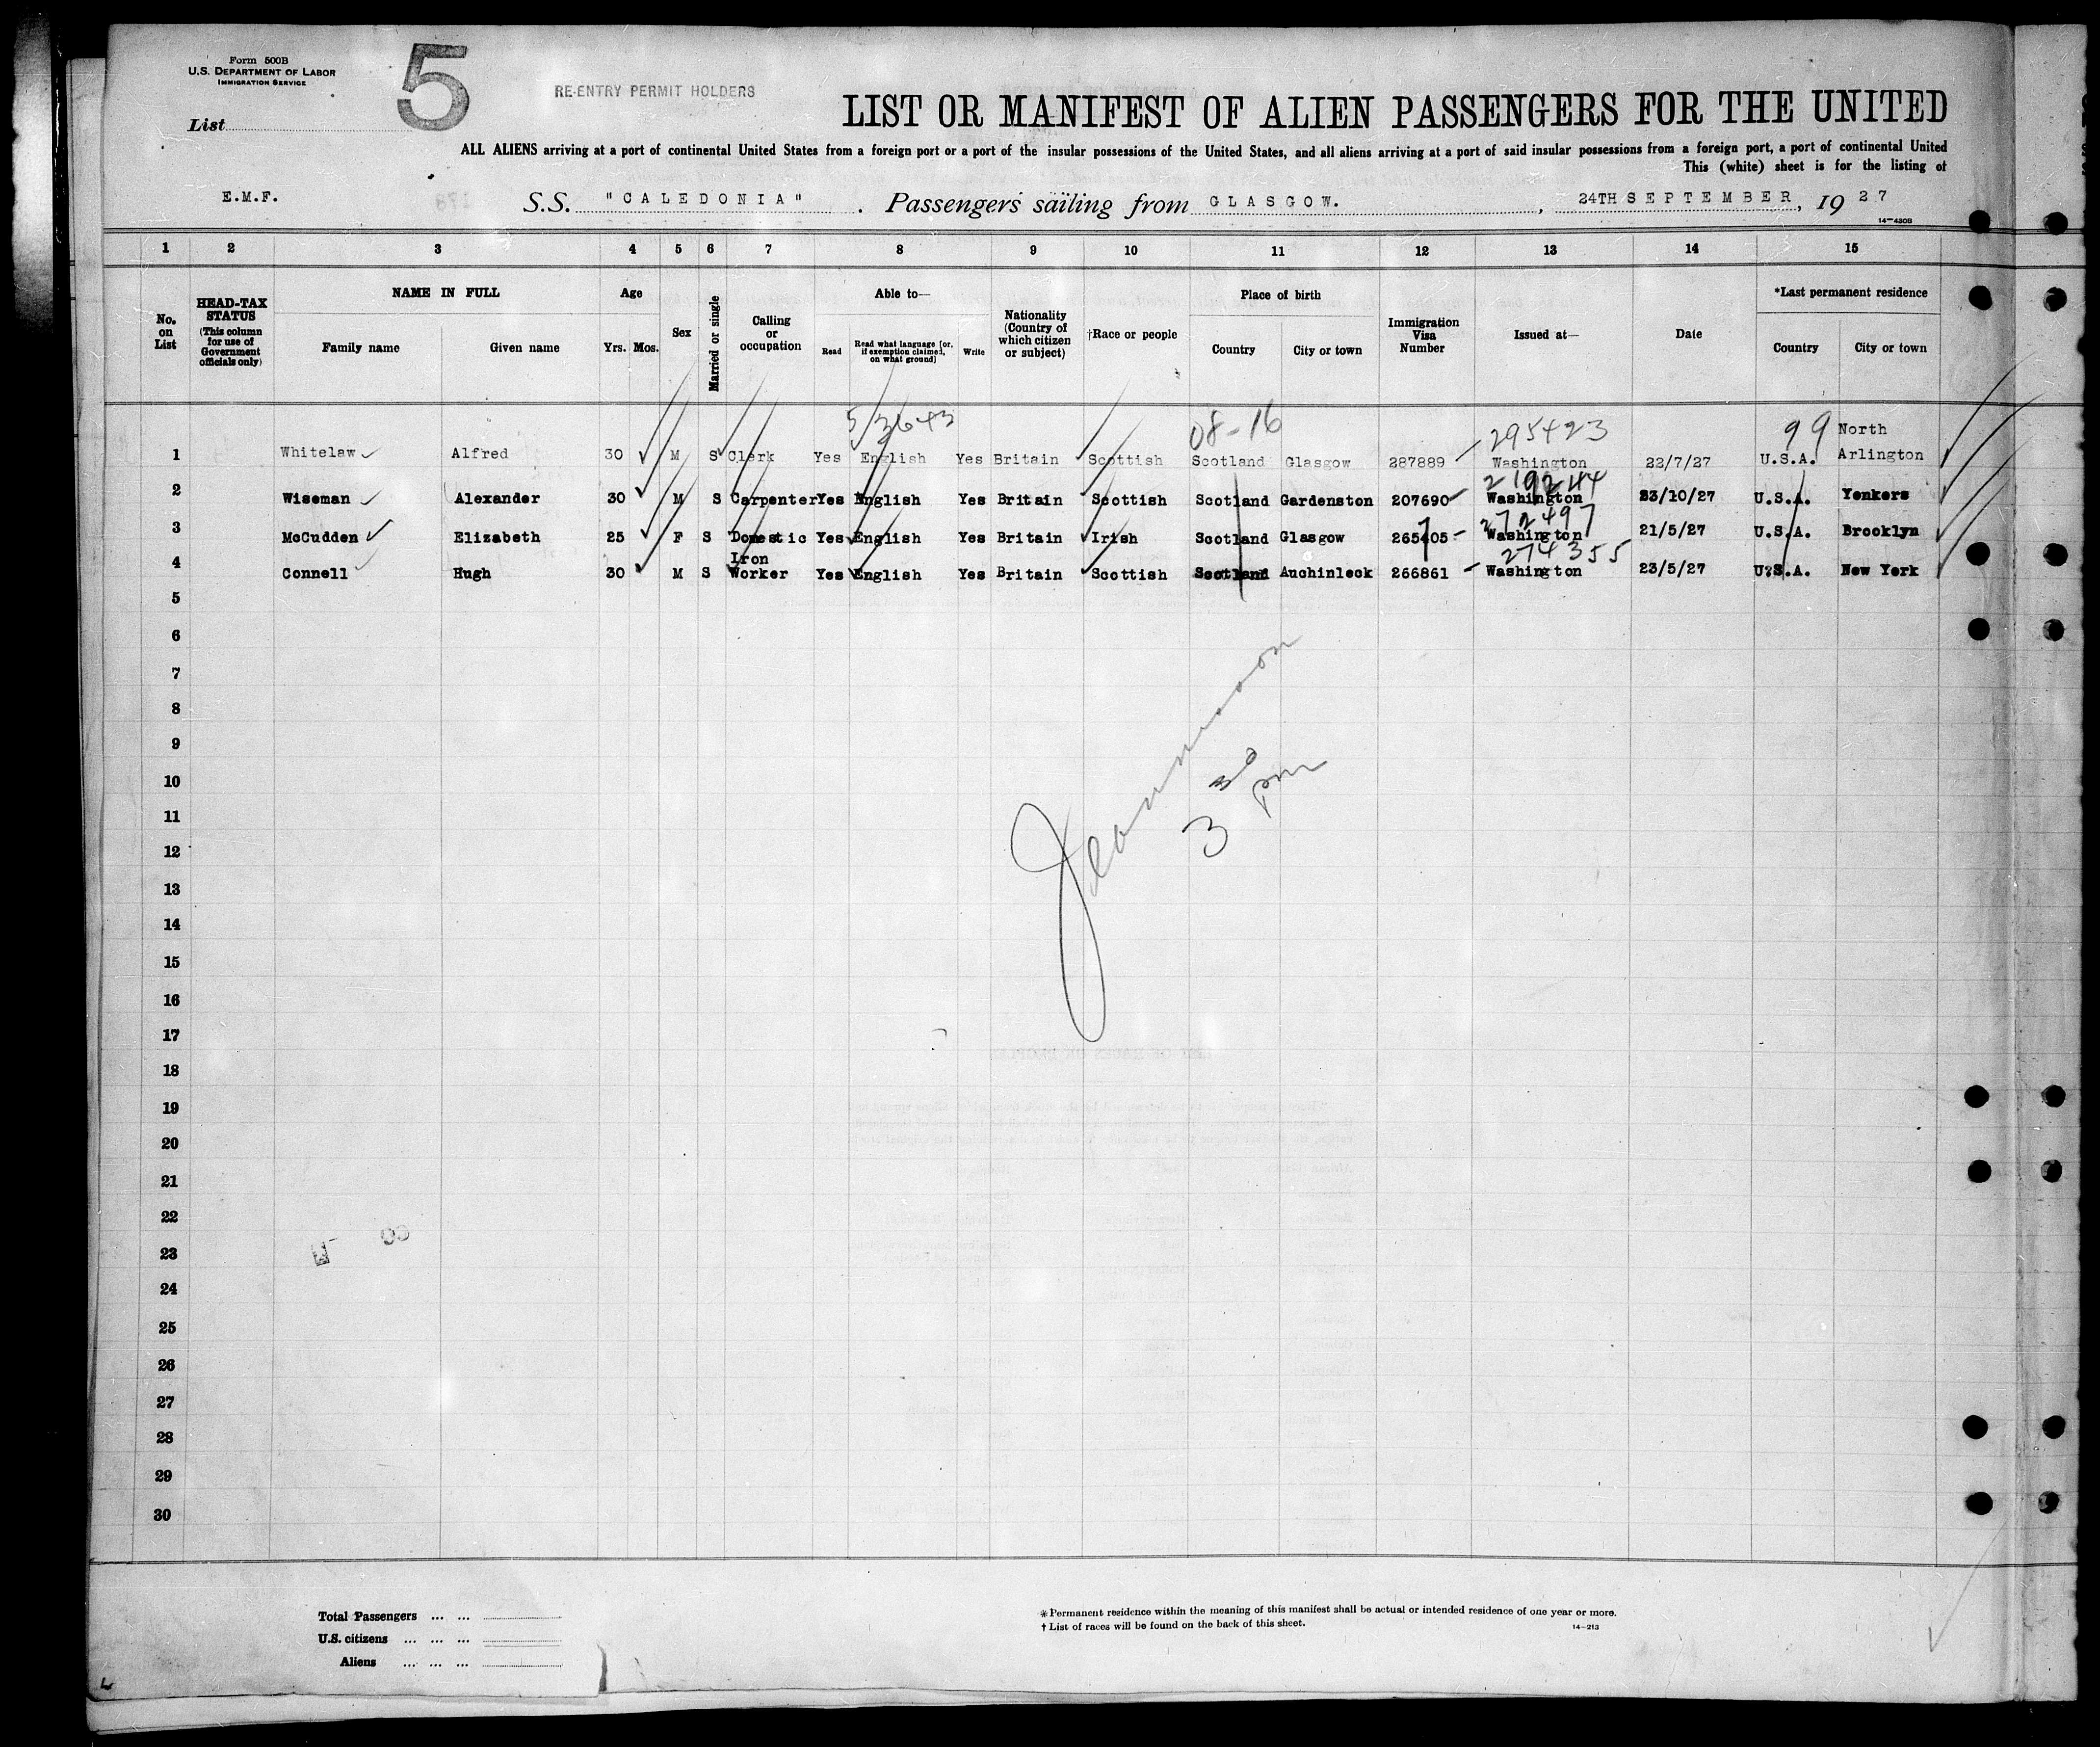 Form 500B
U.S. DEPARTMENT OF LABOR
IMMIGRATION SERVICE
List 5
RE-ENTRY PERMIT HOLDERS
LIST OR MANIFEST OF ALIEN PASSENGERS FOR THE UNITED
ALL ALIENS arriving at a port of continental United States from a foreign port or a port of the insular possessions of the United States, and all aliens arriving at a port of said insular possessions from a foreign port, a port of continental United
This (white) sheet is for the listing of
E.M.F. S.S. "CALEDONIA". Passengers sailing from GLASGOW., 24TH SEPTEMBER, 1927
14-430B
1 2 3 4 5 6 7 8 9 10 11 12 13 14 15
No. on List
HEAD-TAX STATUS (This column for use of Government officials only)
NAME IN FULL
Family name Given name
Age
Yrs. Mos.
Sex
Married or single
Calling or occupation
Able to—
Read Read what language [or, if exemption claimed, on what ground] Write
Nationality (Country of which citizen or subject)
†Race or people
Place of birth
Country City or town
Immigration Visa Number
Issued at—
Date
*Last permanent residence
Country City or town
53643 08-16 295423 99 North
1 Whitelaw Alfred 30 M S Clerk Yes English Yes Britain Scottish Scotland Glasgow 287889 Washington 22/7/27 U.S.A. Arlington
219244
2 Wiseman Alexander 30 M S Carpenter Yes English Yes Britain Scottish Scotland Gardenston 207690 Washington 23/10/27 U.S.A. Yonkers
272497
3 McCudden Elizabeth 25 F S Domestic Yes English Yes Britain Irish Scotland Glasgow 265405 Washington 21/5/27 U.S.A. Brooklyn
Iron 274355
4 Connell Hugh 30 M S Worker Yes English Yes Britain Scottish Scotland Auchinleck 266861 Washington 23/5/27 U.S.A. New York
5
6
7
8
9
10
11
12
13
14
15
16
17
18
19
20
21
22
23
24
25
26
27
28
29
30
3 30 pm
Total Passengers ... ...
U.S. citizens ... ... ...
Aliens ... ... ...
* Permanent residence within the meaning of this manifest shall be actual or intended residence of one year or more.
† List of races will be found on the back of this sheet.
14-213